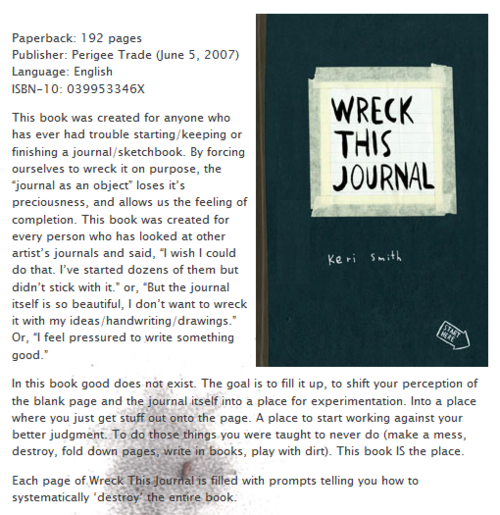 Paperback: 192 pages
Publisher: Perigee Trade (June 5, 2007)
Language: English
ISBN-10: 039953346X
This book was created for anyone who
has ever had trouble starting/keeping or
finishing a journal/sketchbook. By forcing
ourselves to wreck it on purpose, the
"journal as an object" loses it's
preciousness, and allows us the feeling of
completion. This book was created for
every person who has looked at other
artist's journals and said, "I wish I could
do that. I've started dozens of them but
didn't stick with it." or, "But the journal
itself is so beautiful, I don't want to wreck
it with my ideas/handwriting/drawings."
Or, "I feel pressured to write something
good."
WRECK
THIS
JOURNAL
Keri Smith
START
HERE
In this book good does not exist. The goal is to fill it up, to shift your perception of
the blank page and the journal itself into a place for experimentation. Into a place
where you just get stuff out onto the page. A place to start working against your
better judgment. To do those things you were taught to never do (make a mess,
destroy, fold down pages, write in books, play with dirt). This book IS the place.
Each page of Wreck This Journal is filled with prompts telling you how to
systematically 'destroy' the entire book.